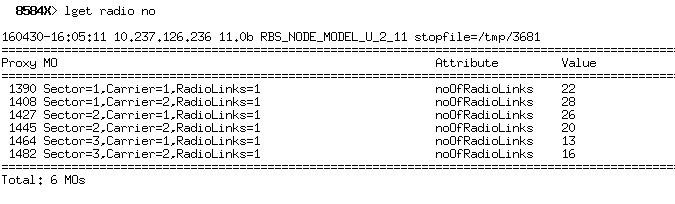 8584X> lget radio no
160430-16:05:11 10.237.126.236 11.0b RBS_NODE_MODEL_U_2_11 stopfile=/tmp/3681
=================================================================================
Proxy MO Attribute Value
=================================================================================
1390 Sector=1,Carrier=1,RadioLinks=1 noOfRadioLinks 22
1408 Sector=1,Carrier=2,RadioLinks=1 noOfRadioLinks 28
1427 Sector=2,Carrier=1,RadioLinks=1 noOfRadioLinks 26
1445 Sector=2,Carrier=2,RadioLinks=1 noOfRadioLinks 20
1464 Sector=3,Carrier=1,RadioLinks=1 noOfRadioLinks 13
1482 Sector=3,Carrier=2,RadioLinks=1 noOfRadioLinks 16
=================================================================================
Total: 6 MOs